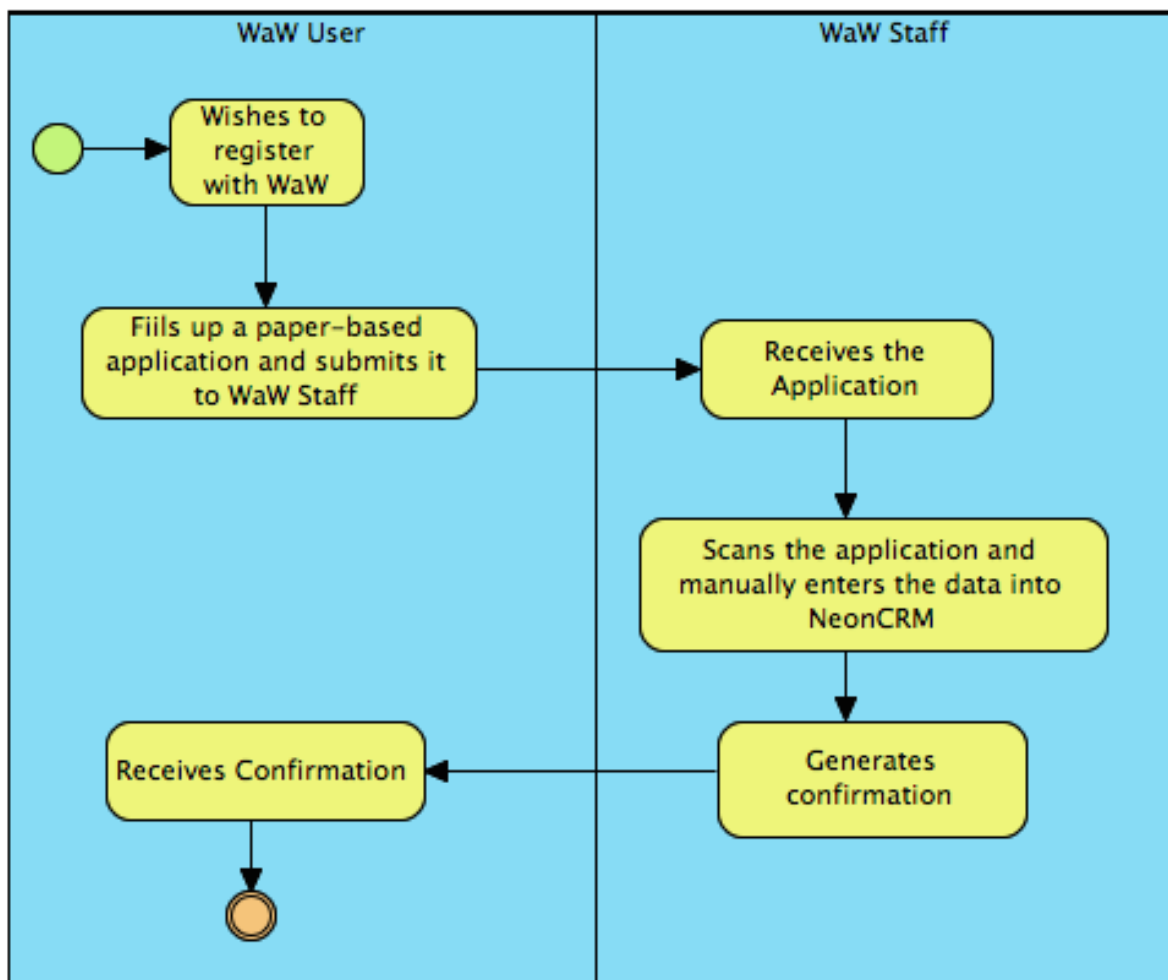 WaW User
WaW Staff
Wishes to
register
with WaW
Fiils up a paper-based
application and submits it
to WaW Staff
Receives the
Application
Scans the application and
manually enters the data into
NeonCRM
Generates
confirmation
Receives Confirmation